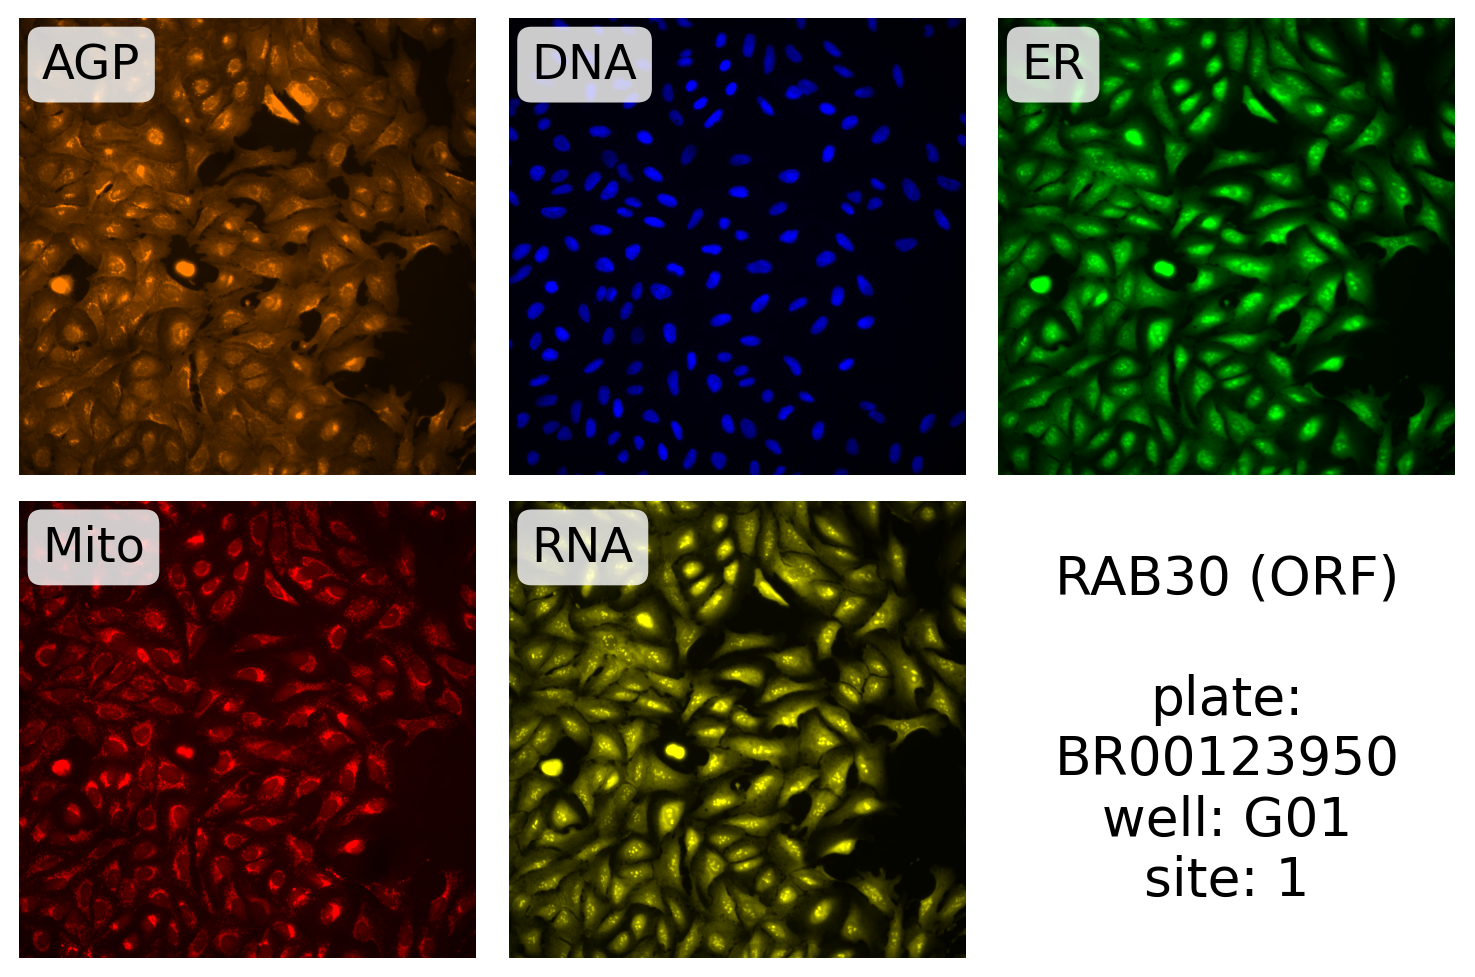 AGP
DNA
ER
Mito
RNA
RAB30 (ORF)
plate:
BR00123950
well: G01
site: 1